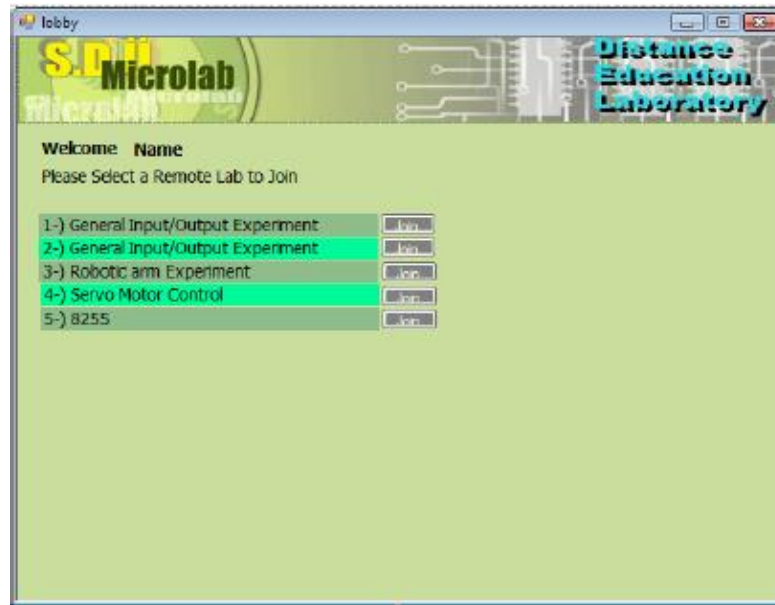 lobby
S.D.Ü
Microlab
Microlab
Distance
Education
Laboratory
Welcome Name
Please Select a Remote Lab to Join
1-) General Input/Output Experiment Join
2-) General Input/Output Experiment Join
3-) Robotic arm Experiment Join
4-) Servo Motor Control Join
5-) 8255 Join